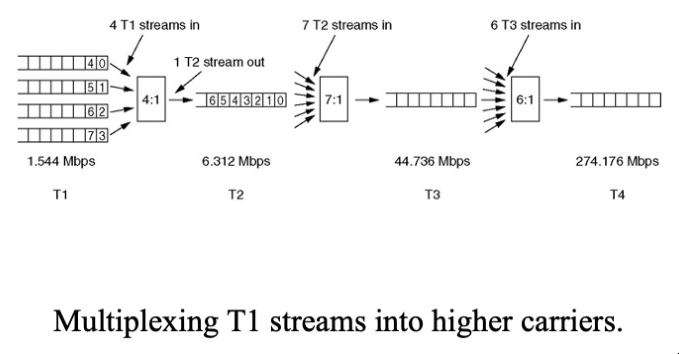 4 T1 streams in
7 T2 streams in
6 T3 streams in
1 T2 stream out
4 0
5 1
6 2
7 3
4:1
6 5 4 3 2 1 0
7:1
6:1
1.544 Mbps
6.312 Mbps
44.736 Mbps
274.176 Mbps
T1
T2
T3
T4
Multiplexing T1 streams into higher carriers.